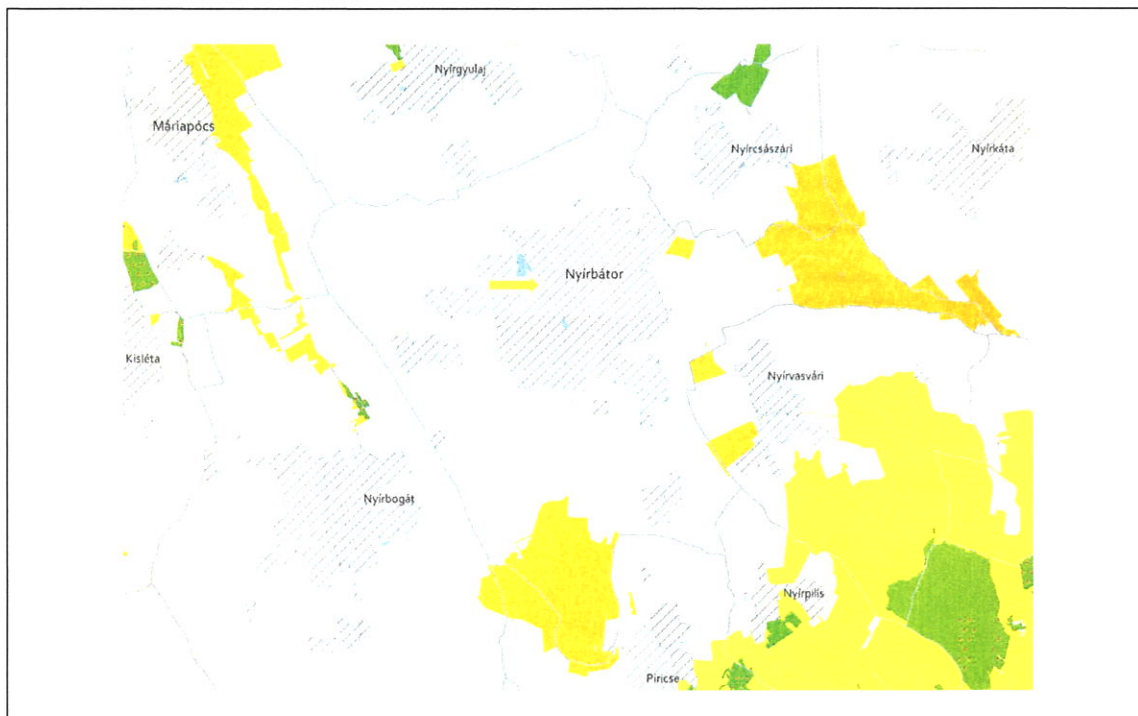 Nyírgyulaj
Máriapócs
Nyírcsászári
Nyírkáta
Nyírbátor
Kisléta
Nyírvasvári
Nyírbogát
Nyírpilis
Piricse